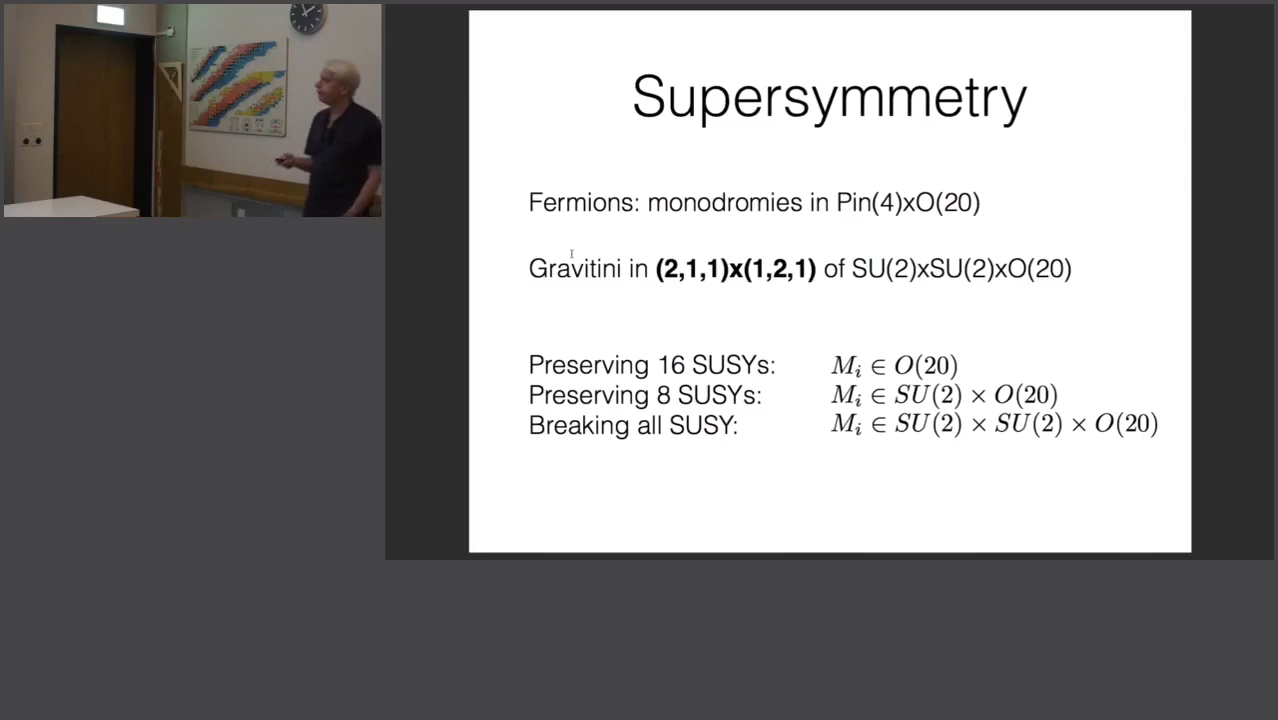 Supersymmetry
Fermions: monodromies in Pin(4)xO(20)
Gravitini in (2,1,1)x(1,2,1) of SU(2)xSU(2)xO(20)
Preserving 16 SUSYs: M_i ∈ O(20)
Preserving 8 SUSYs: M_i ∈ SU(2) × O(20)
Breaking all SUSY: M_i ∈ SU(2) × SU(2) × O(20)